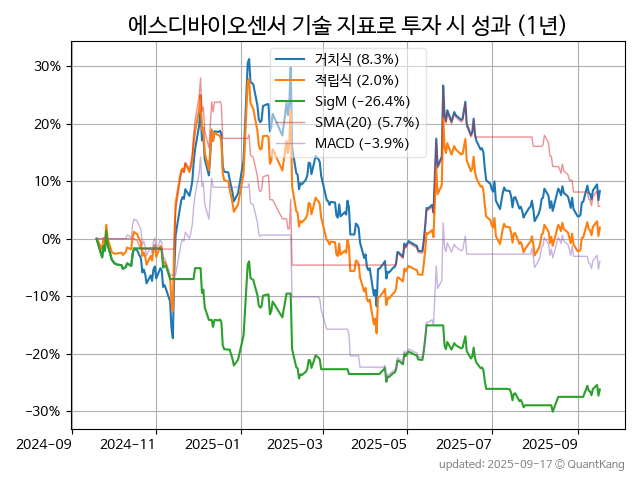 에스디바이오센서 기술 지표로 투자 시 성과 (1년)
거치식 (8.3%)
적립식 (2.0%)
SigM (−26.4%)
SMA(20) (5.7%)
MACD (−3.9%)
30%
20%
10%
0%
−10%
−20%
−30%
2024-09 2024-11 2025-01 2025-03 2025-05 2025-07 2025-09
updated: 2025-09-17 © QuantKang